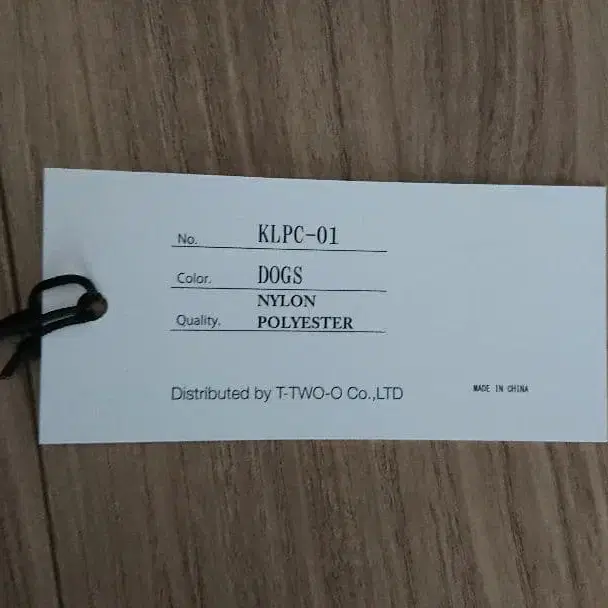 No. KLPC-01
Color. DOGS
NYLON
Quality. POLYESTER
Distributed by T-TWO-O Co.,LTD
MADE IN CHINA